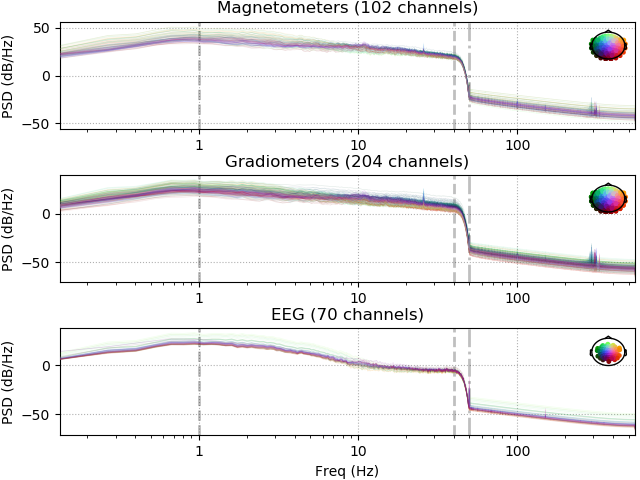 Magnetometers (102 channels)
PSD (dB/Hz)
50
0
−50
1
10
100
Gradiometers (204 channels)
PSD (dB/Hz)
0
−50
1
10
100
EEG (70 channels)
PSD (dB/Hz)
0
−50
1
10
100
Freq (Hz)